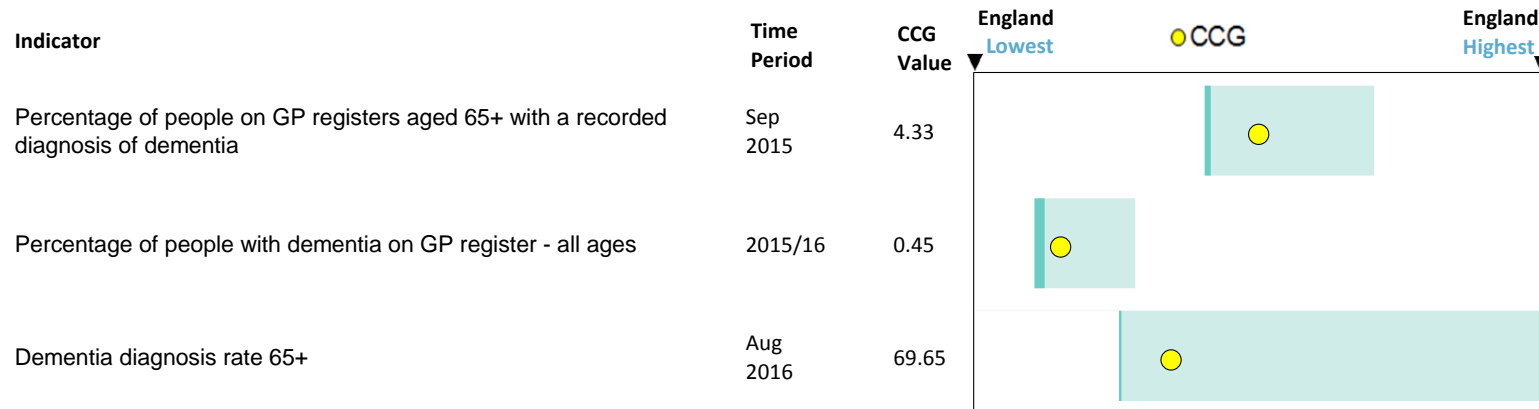 Indicator
Time
Period
CCG
Value
England
Lowest
CCG
England
Highest
Percentage of people on GP registers aged 65+ with a recorded
diagnosis of dementia
Sep
2015
4.33
Percentage of people with dementia on GP register - all ages
2015/16
0.45
Dementia diagnosis rate 65+
Aug
2016
69.65